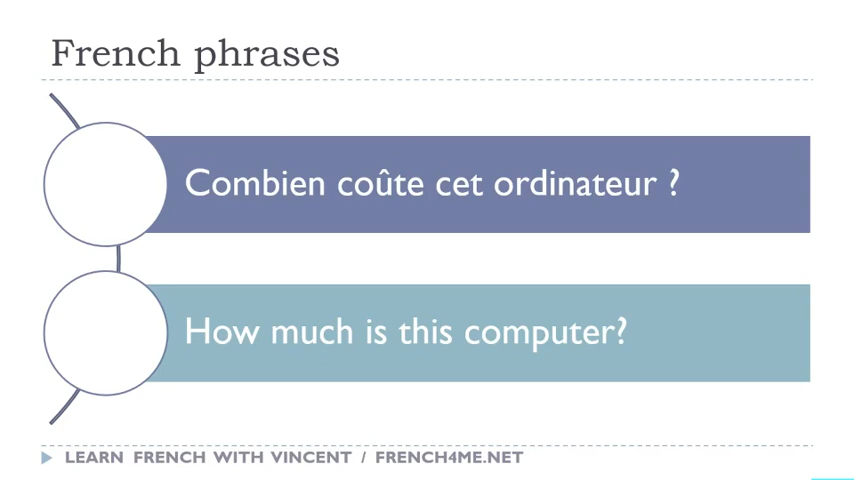 French phrases
Combien coûte cet ordinateur ?
How much is this computer?
LEARN FRENCH WITH VINCENT / FRENCH4ME.NET